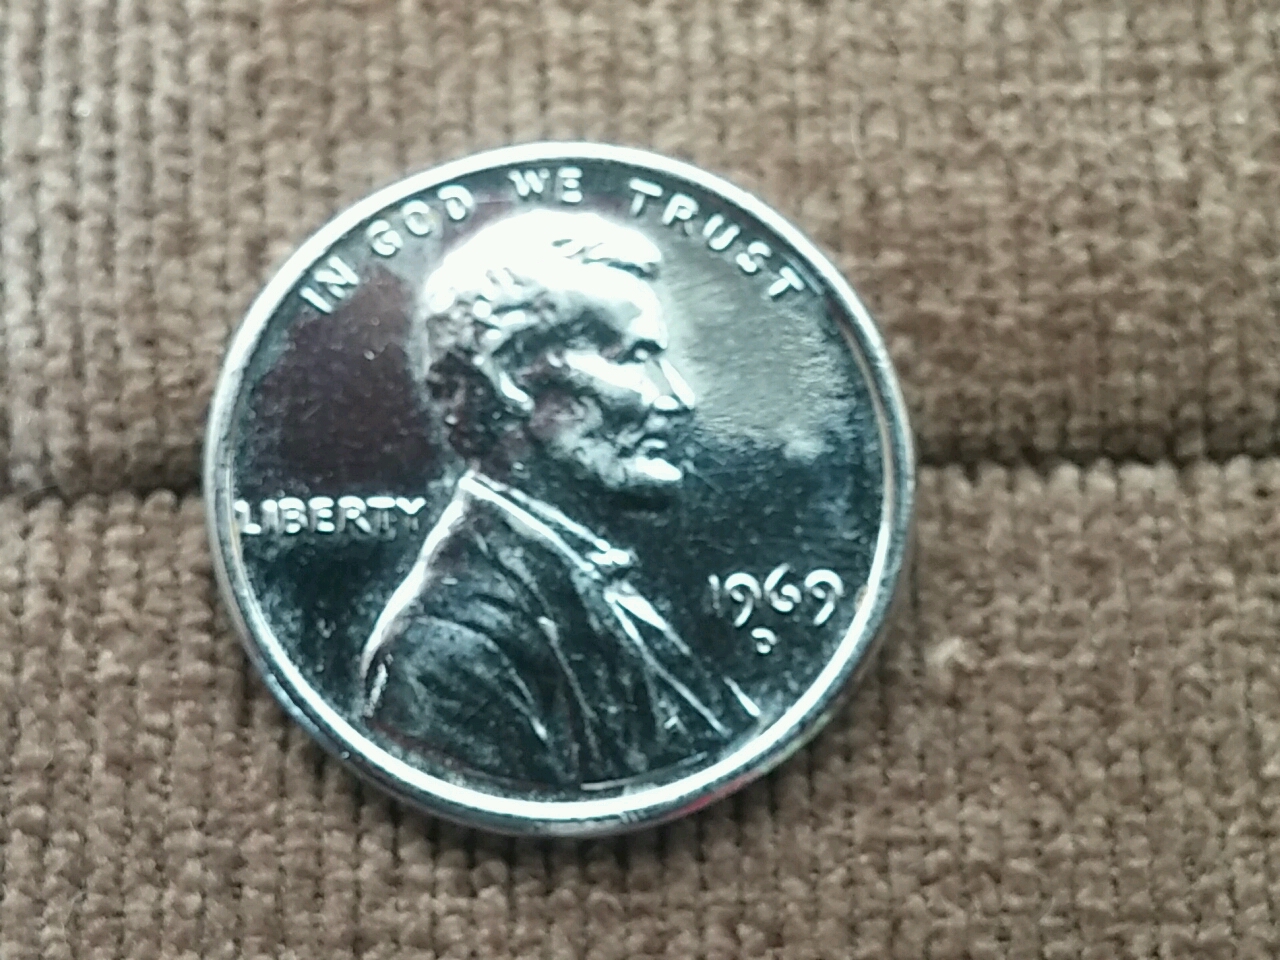 IN GOD WE TRUST
LIBERTY
1969
D